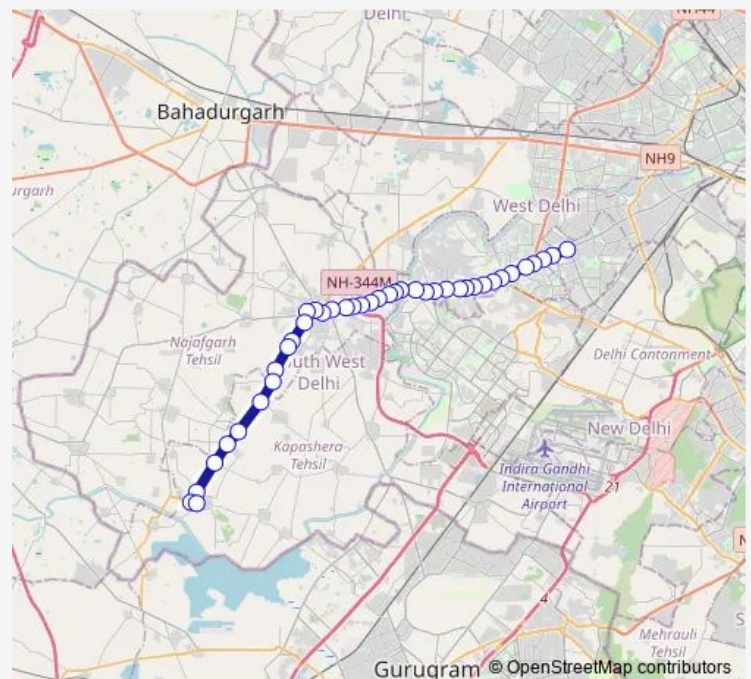 Delhi
NH44
Bahadurgarh
NH9
urgarh
West Delhi
NH-344M
Najafgarh
Tehsil
South West
Delhi
Delhi Cantonment
Kapashera
Tehsil
New Delhi
Indira Gandhi
International
Airport
21
4
Mehrauli
Tehsil
Gurugram
© OpenStreetMap contributors